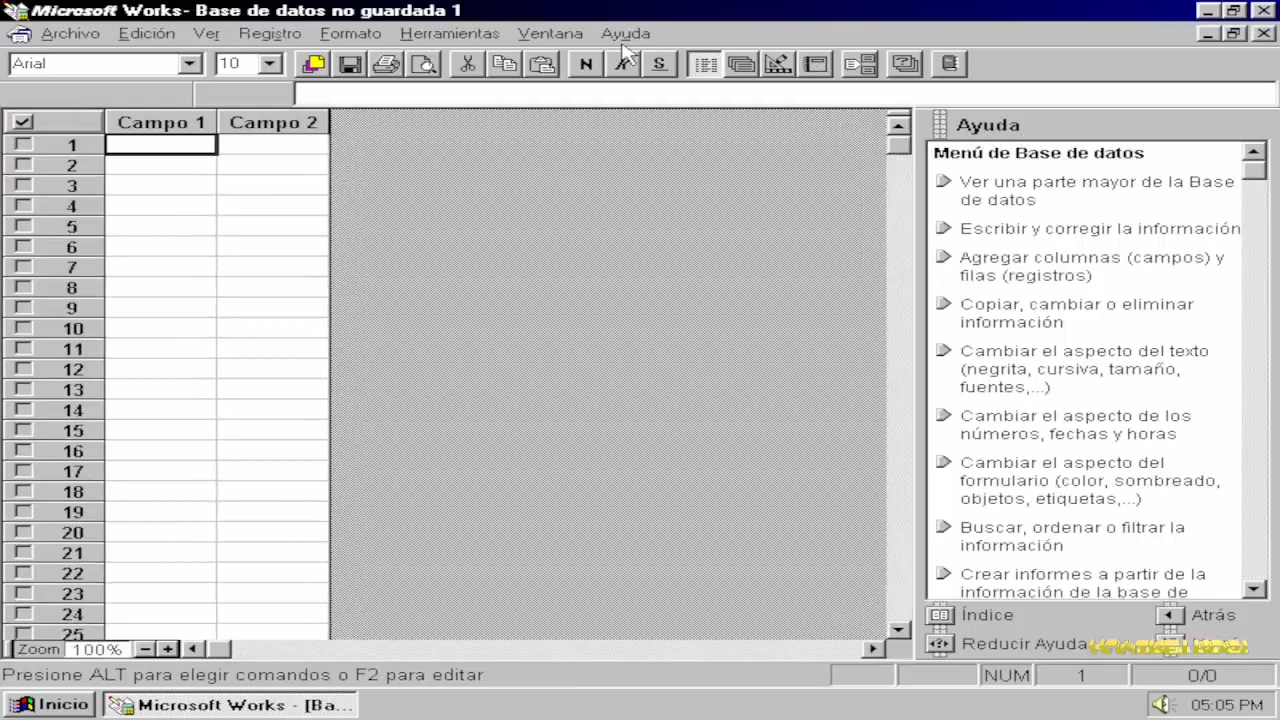 Microsoft Works- Base de datos no guardada 1
Archivo Edición Ver Registro Formato Herramientas Ventana Ayuda
Arial 10 N S
Campo 1 Campo 2
1
2
3
4
5
6
7
8
9
10
11
12
13
14
15
16
17
18
19
20
21
22
23
24
25
Ayuda
Menú de Base de datos
Ver una parte mayor de la Base
de datos
Escribir y corregir la información
Agregar columnas (campos) y
filas (registros)
Copiar, cambiar o eliminar
información
Cambiar el aspecto del texto
(negrita, cursiva, tamaño,
fuentes,...)
Cambiar el aspecto de los
números, fechas y horas
Cambiar el aspecto del
formulario (color, sombreado,
objetos, etiquetas,...)
Buscar, ordenar o filtrar la
información
Crear informes a partir de la
información de la base de
Índice Atrás
Reducir Ayuda
Zoom 100%
Presione ALT para elegir comandos o F2 para editar
NUM 1 0/0
Inicio Microsoft Works - [Ba... 05:05 PM